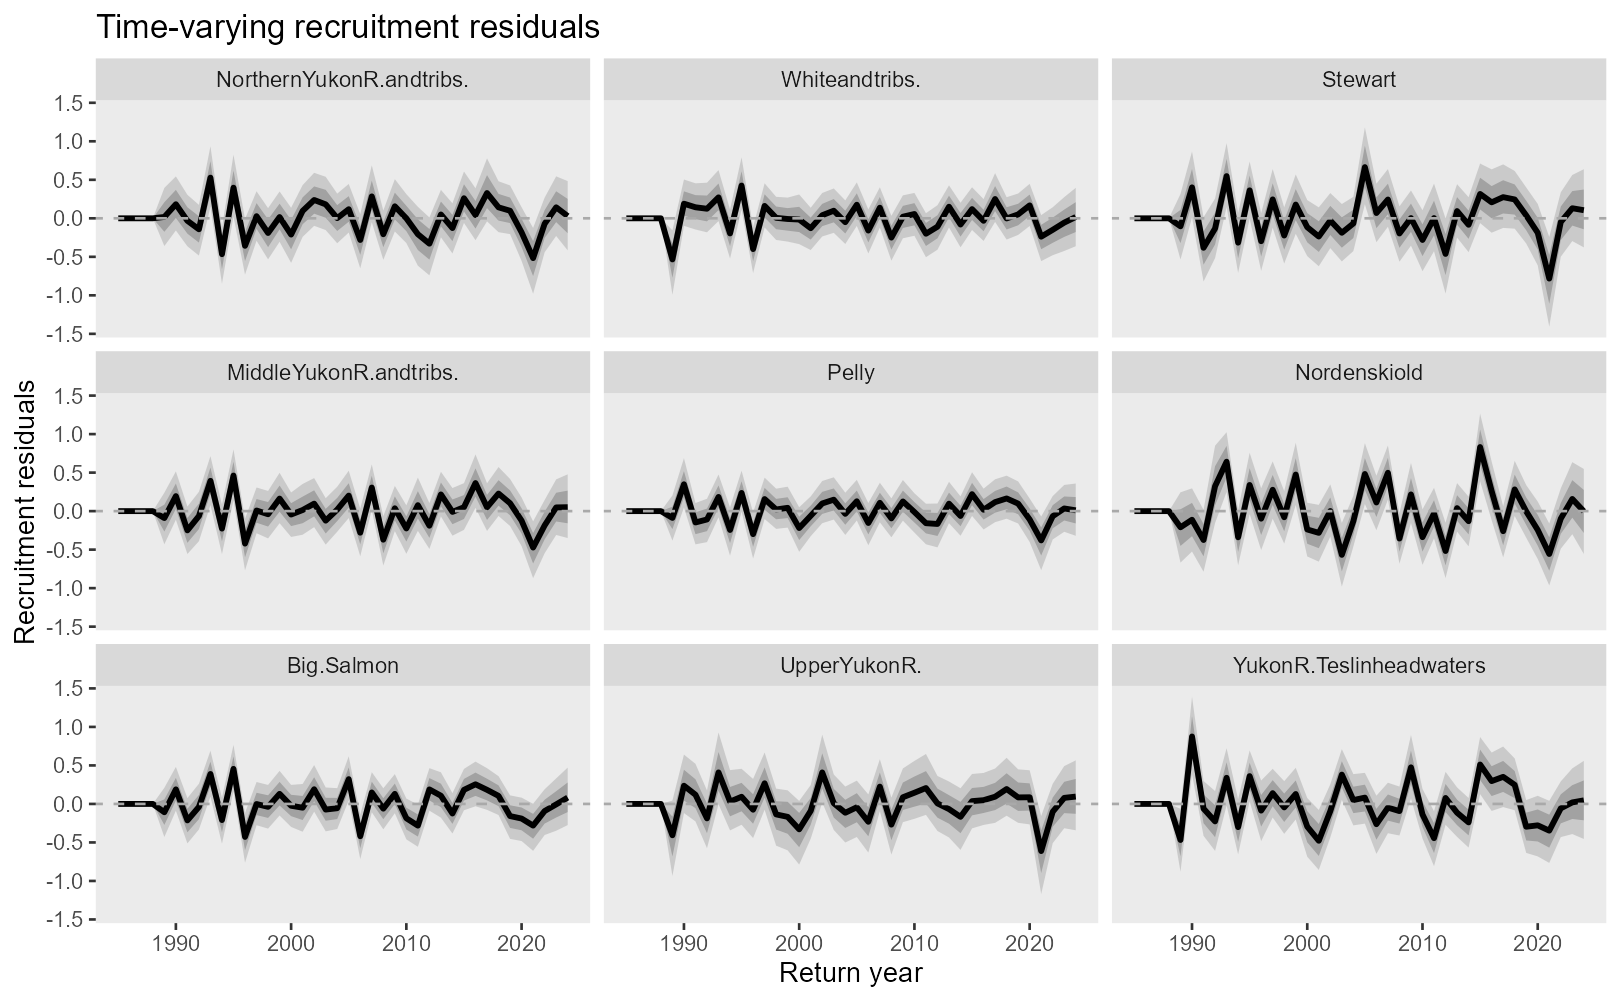 Time-varying recruitment residuals
NorthernYukonR.andtribs.
Whiteandtribs.
Stewart
1.5
1.0
0.5
0.0
-0.5
-1.0
-1.5
MiddleYukonR.andtribs.
Pelly
Nordenskiold
1.5
1.0
0.5
0.0
-0.5
-1.0
-1.5
Recruitment residuals
Big.Salmon
UpperYukonR.
YukonR.Teslinheadwaters
1.5
1.0
0.5
0.0
-0.5
-1.0
-1.5
1990 2000 2010 2020
1990 2000 2010 2020
1990 2000 2010 2020
Return year